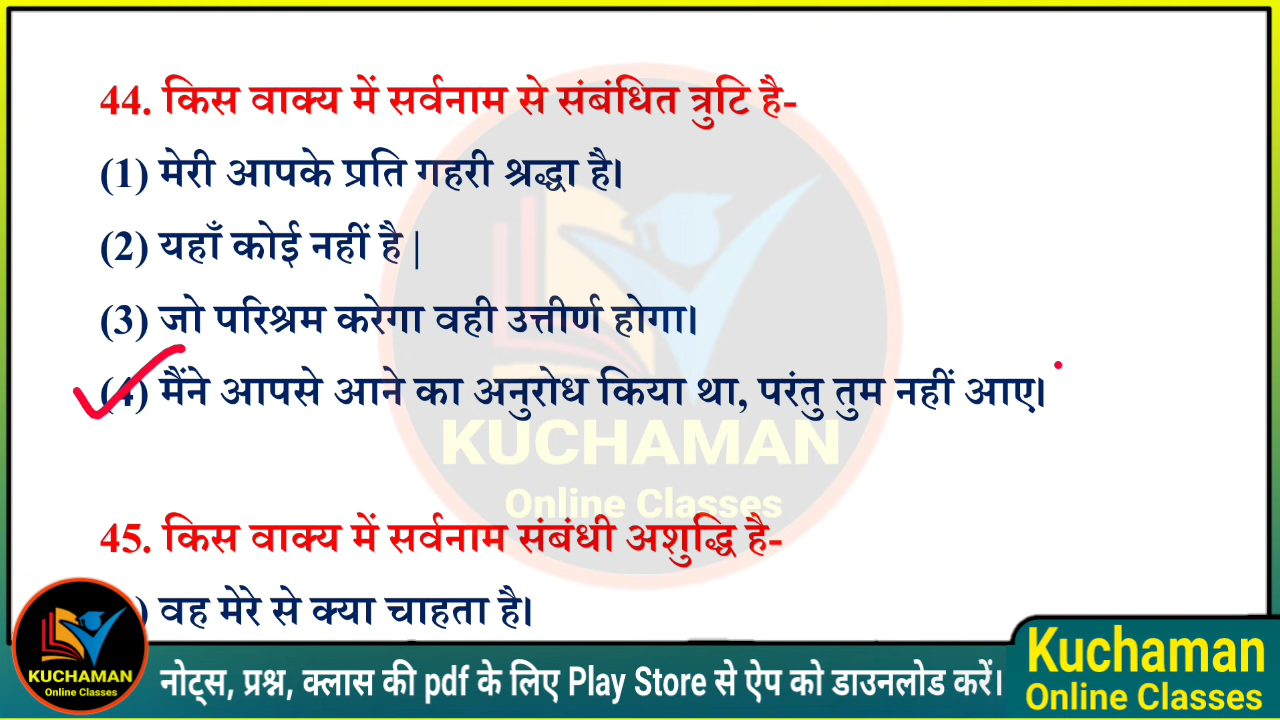 44. किस वाक्य में सर्वनाम से संबंधित त्रुटि है-
(1) मेरी आपके प्रति गहरी श्रद्धा है।
(2) यहाँ कोई नहीं है |
(3) जो परिश्रम करेगा वही उत्तीर्ण होगा।
(4) मैंने आपसे आने का अनुरोध किया था, परंतु तुम नहीं आए।
KUCHAMAN
Online Classes
45. किस वाक्य में सर्वनाम संबंधी अशुद्धि है-
) वह मेरे से क्या चाहता है।
KUCHAMAN
Online Classes
नोट्स, प्रश्न, क्लास की pdf के लिए Play Store से ऐप को डाउनलोड करें।
Kuchaman
Online Classes